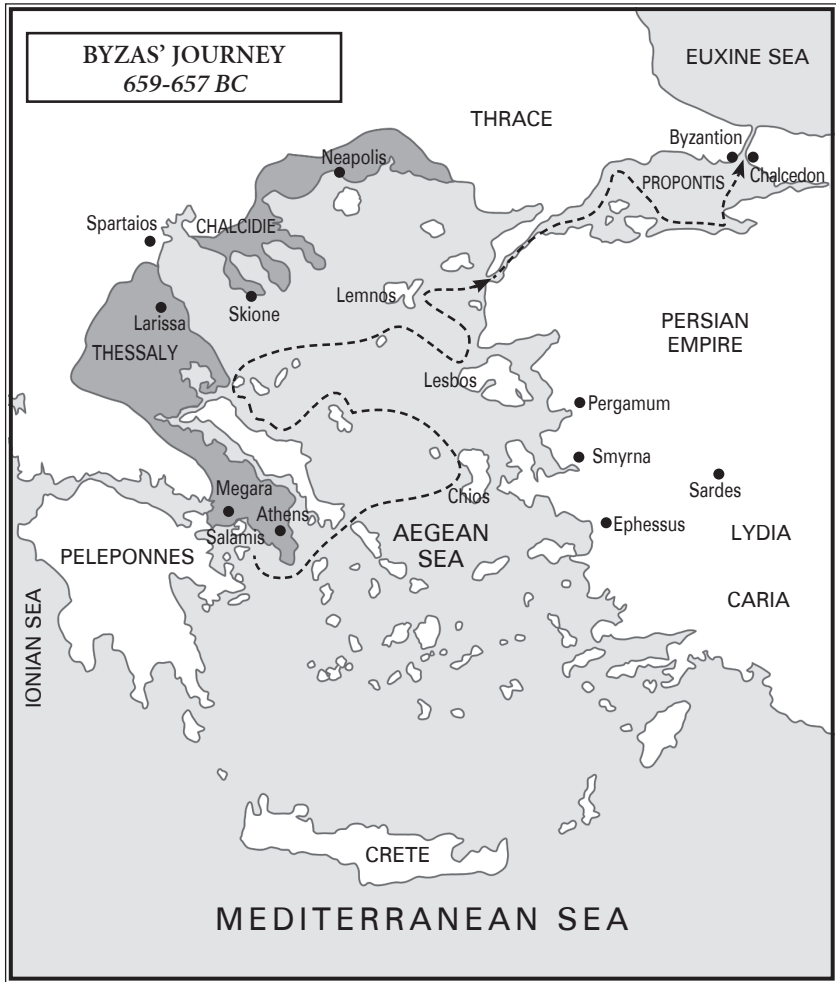 BYZAS’ JOURNEY
659-657 BC
EUXINE SEA
THRACE
Byzantion
Chalcedon
PROPONTIS
Neapolis
Spartaios
CHALCIDIE
Skione
Lemnos
Larissa
THESSALY
PERSIAN
EMPIRE
Lesbos
Pergamum
Smyrna
Sardes
Chios
Megara
Athens
Salamis
Ephessus
AEGEAN
SEA
LYDIA
PELEPONNES
CARIA
IONIAN SEA
CRETE
MEDITERRANEAN SEA